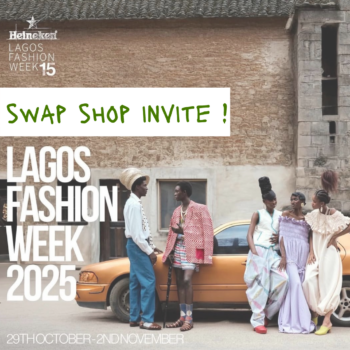 Heineken
LAGOS
FASHION
WEEK 15
SWAP SHOP INVITE !
LAGOS
FASHION
WEEK
2025
29TH OCTOBER - 2ND NOVEMBER